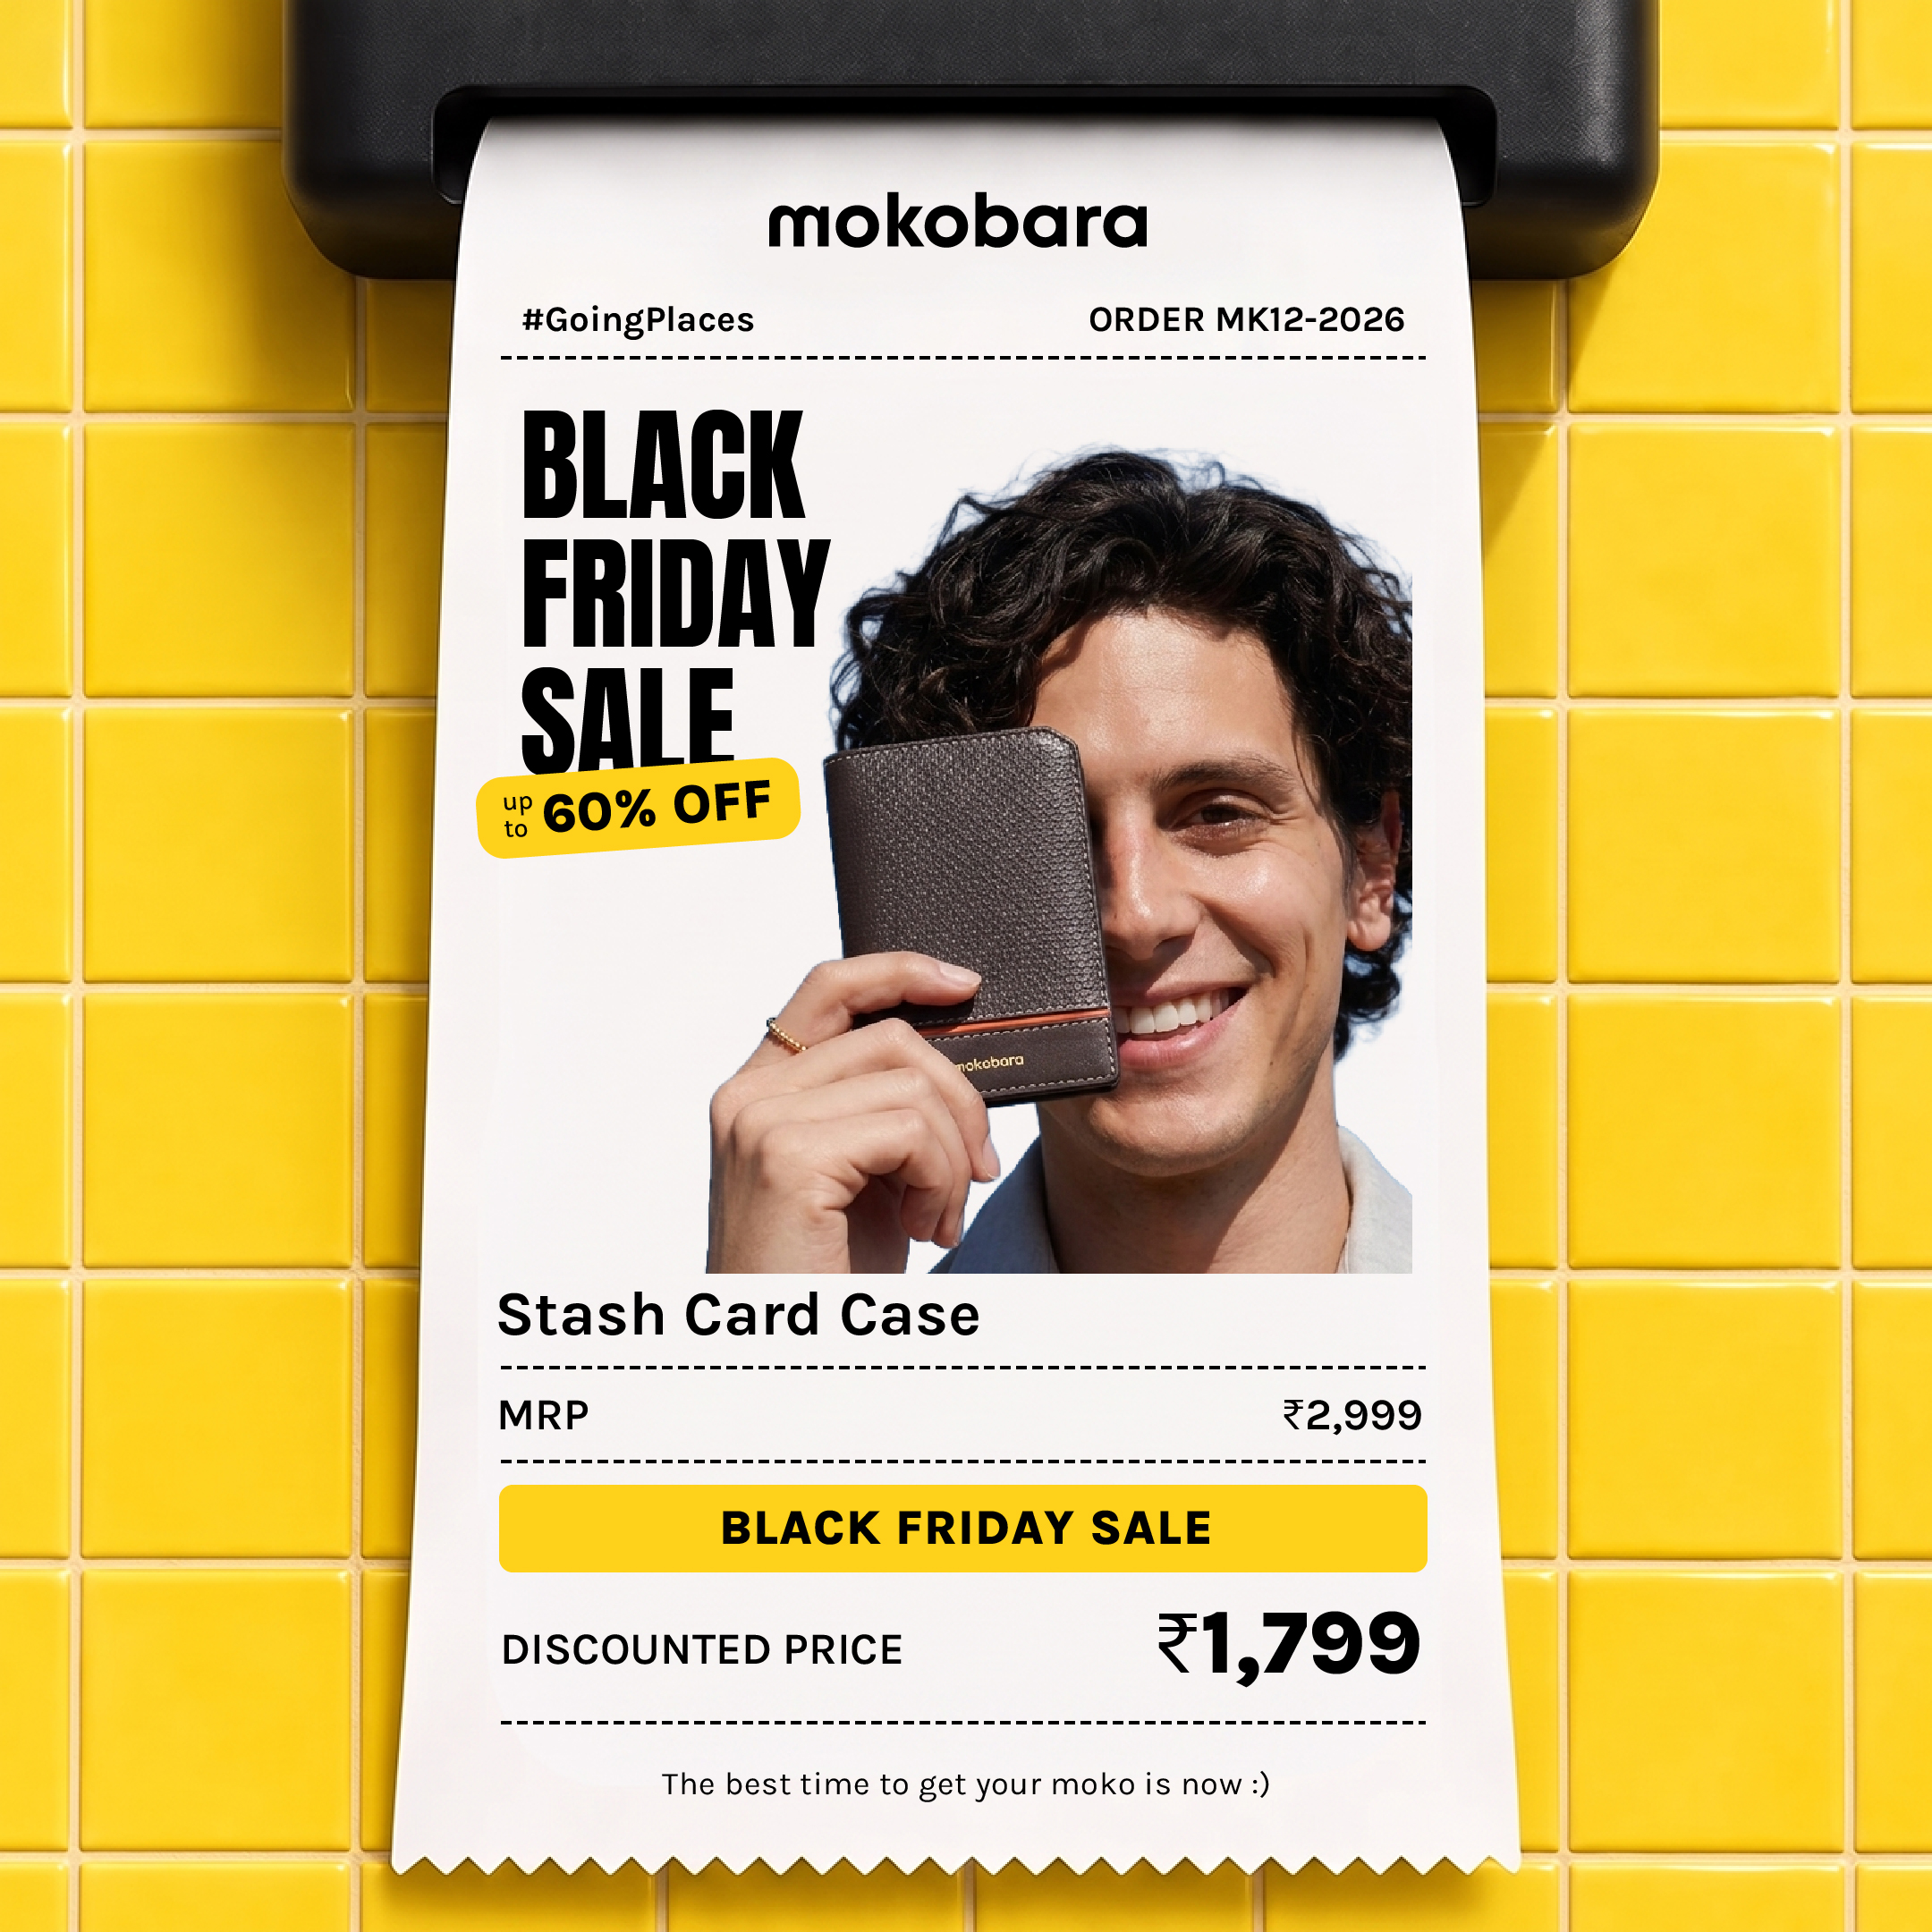 mokobara
#GoingPlaces
ORDER MK12-2026
BLACK
FRIDAY
SALE
up
to
60% OFF
mokobara
Stash Card Case
MRP
₹2,999
BLACK FRIDAY SALE
DISCOUNTED PRICE
₹1,799
The best time to get your moko is now :)